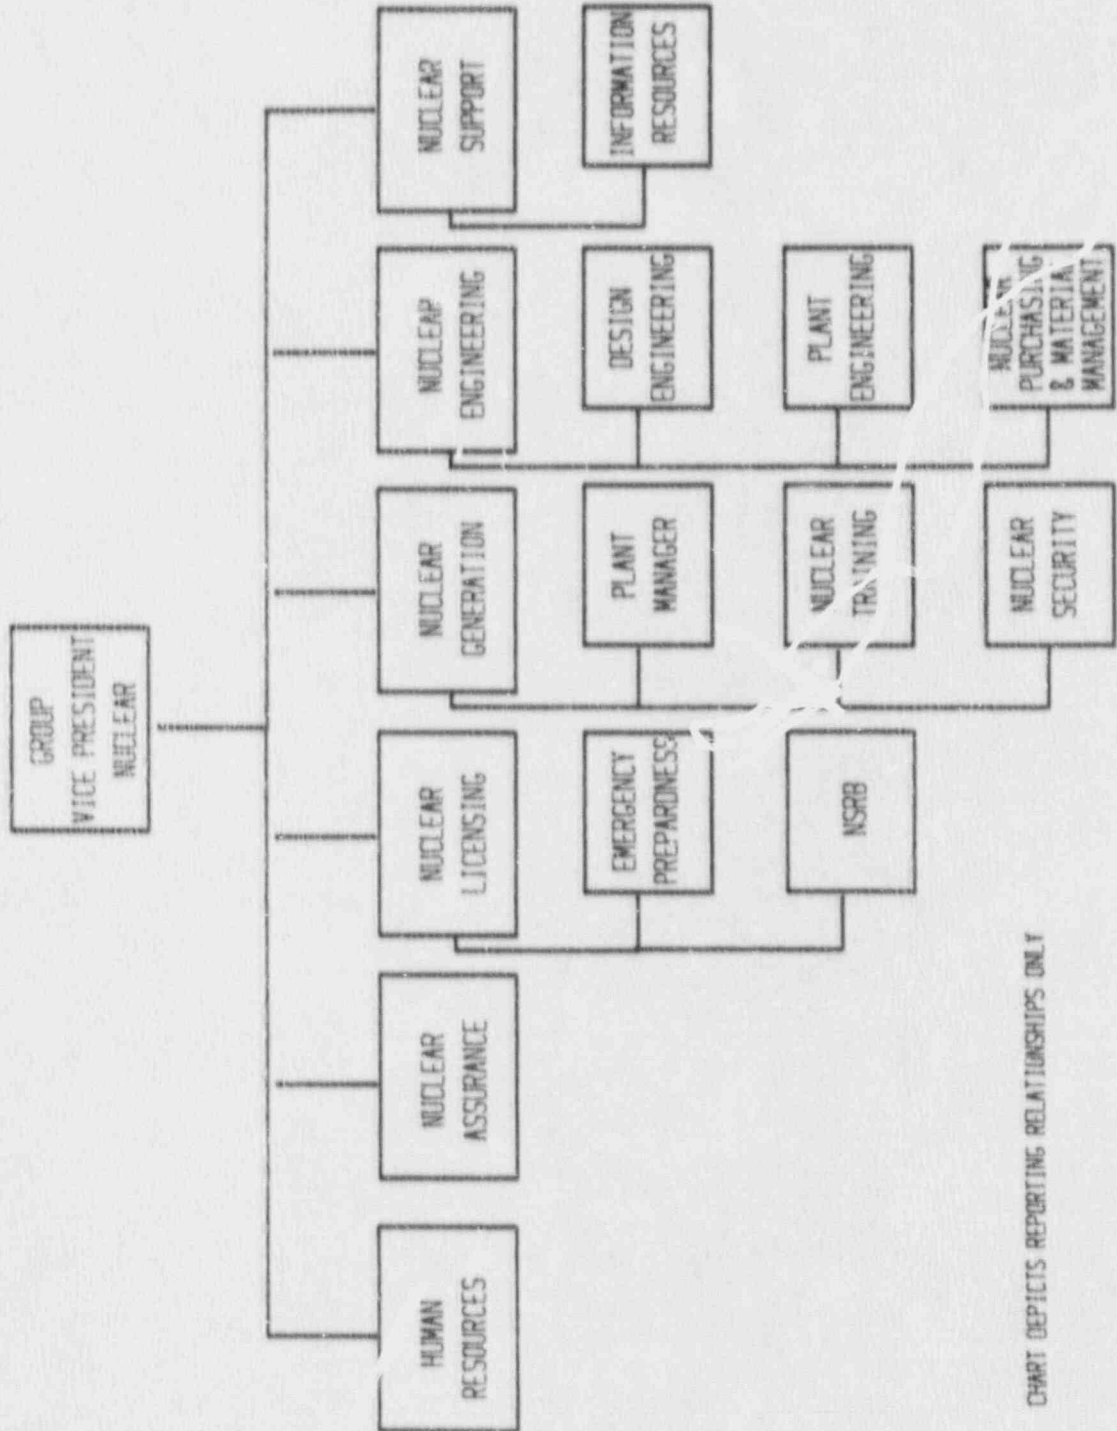 GROUP
VICE PRESIDENT
NUCLEAR
HUMAN
RESOURCES
NUCLEAR
ASSURANCE
NUCLEAR
LICENSING
NUCLEAR
GENERATION
NUCLEAR
ENGINEERING
NUCLEAR
SUPPORT
EMERGENCY
PREPARDNESS
PLANT
MANAGER
DESIGN
ENGINEERING
INFORMATION
RESOURCES
NSRB
NUCLEAR
TRAINING
PLANT
ENGINEERING
NUCLEAR
SECURITY
NUCLEAR
PURCHASING
& MATERIAL
MANAGEMENT
CHART DEPICTS REPORTING RELATIONSHIPS ONLY